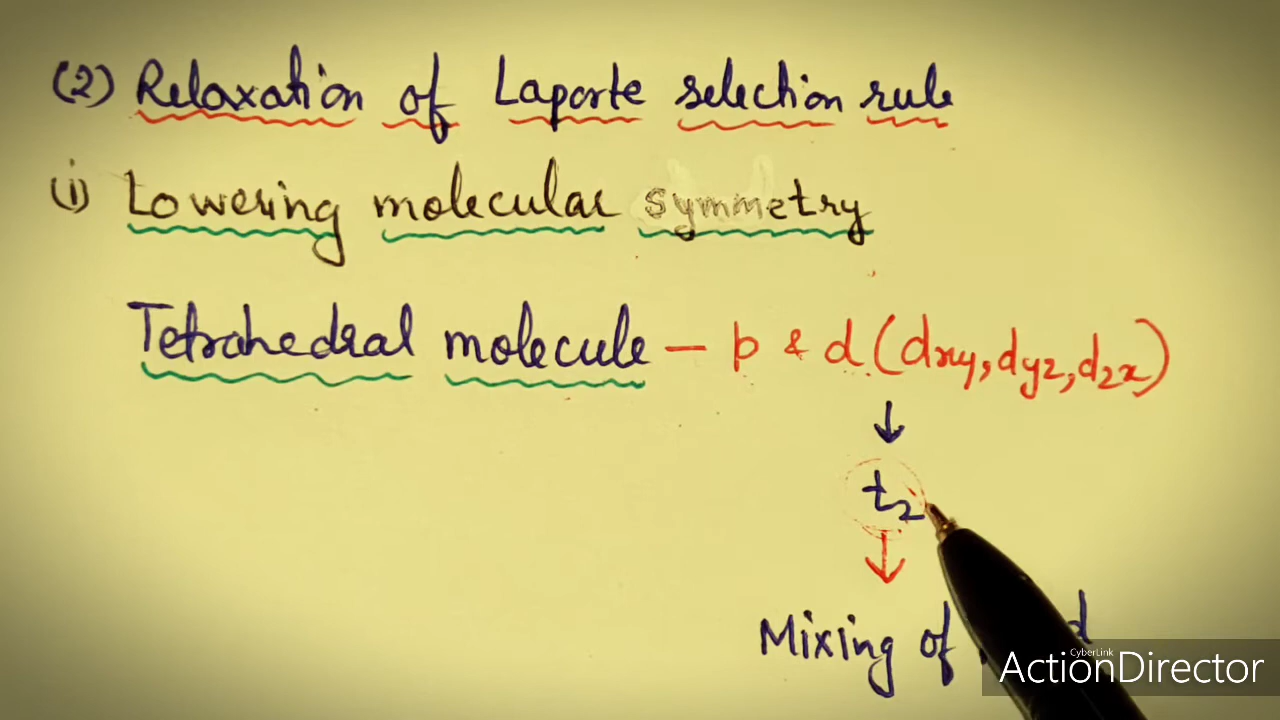 (2) Relaxation of Laporte selection rule
(i) Lowering molecular symmetry
Tetrahedral molecule - p & d (dxy, dyz, dzx)
↓
t2
↓
Mixing of d
CyberLink
ActionDirector